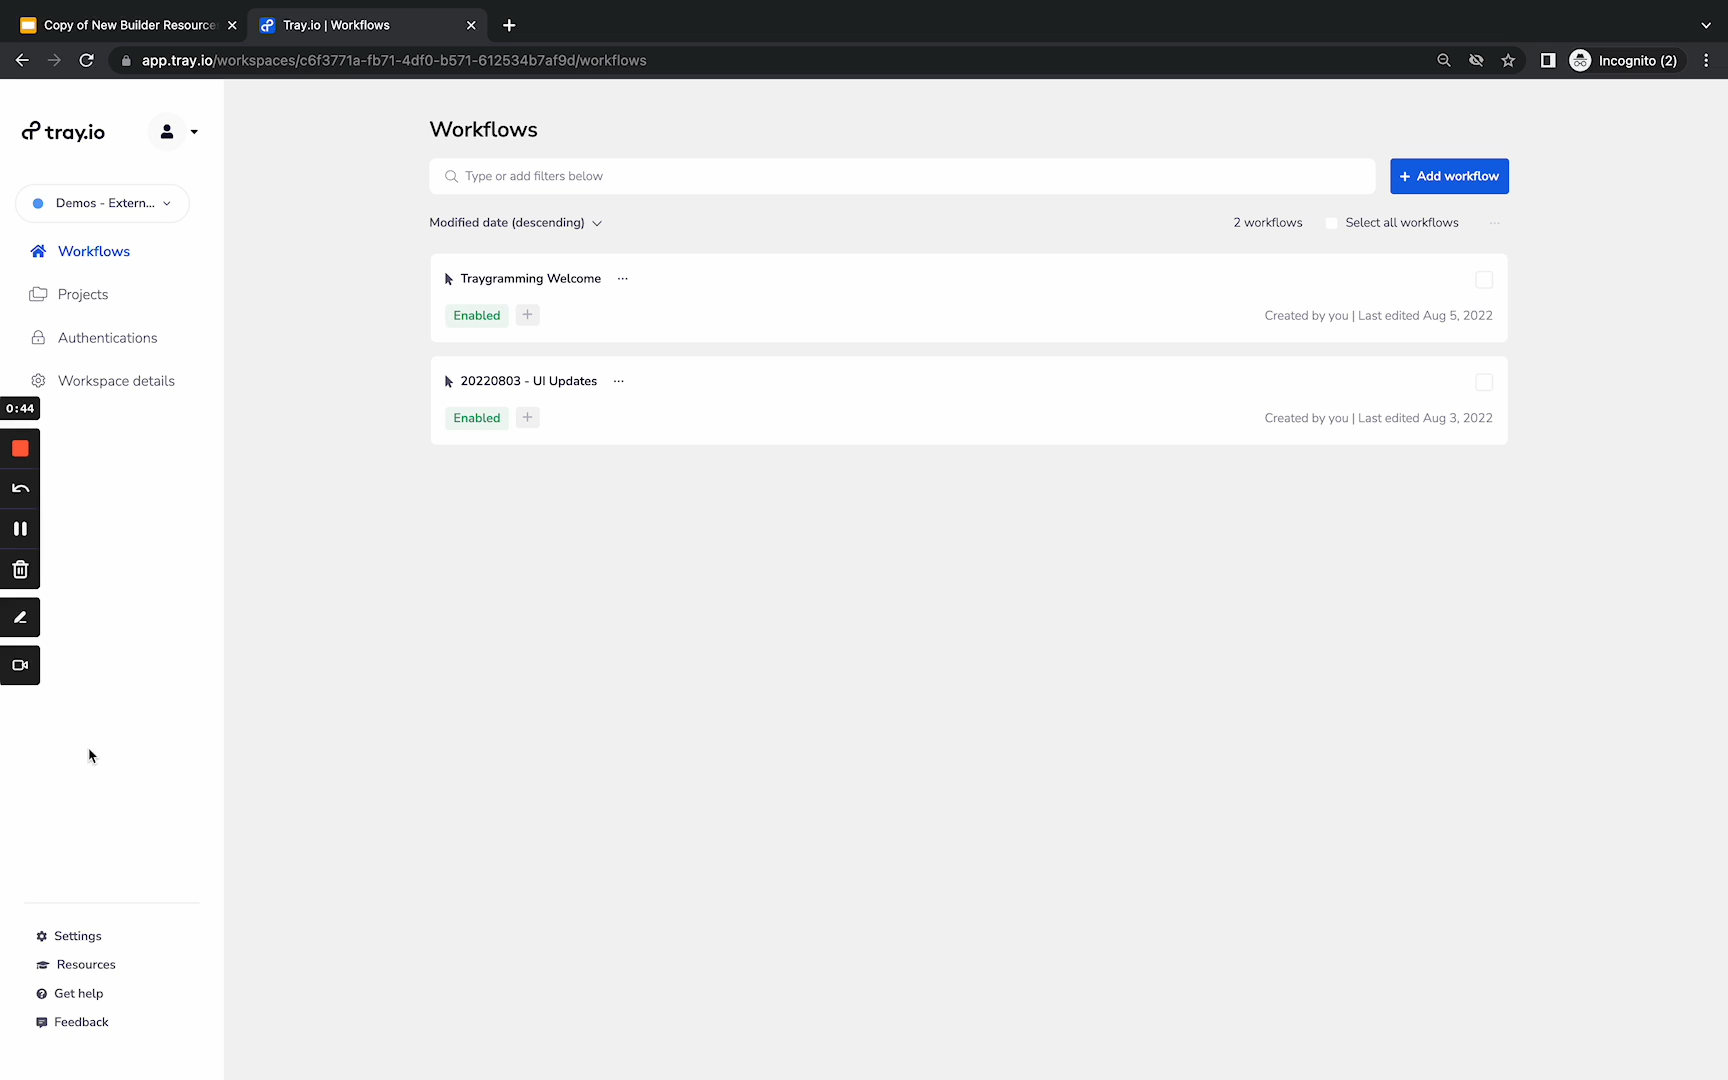 Copy of New Builder Resource
Tray.io | Workflows
app.tray.io/workspaces/c6f3771a-fb71-4df0-b571-612534b7af9d/workflows
Incognito (2)
tray.io
Demos - Extern...
Workflows
Projects
Authentications
Workspace details
0:44
Settings
Resources
Get help
Feedback
Workflows
Type or add filters below
+ Add workflow
Modified date (descending)
2 workflows
Select all workflows
...
Traygramming Welcome ...
Enabled +
Created by you | Last edited Aug 5, 2022
20220803 - UI Updates ...
Enabled +
Created by you | Last edited Aug 3, 2022